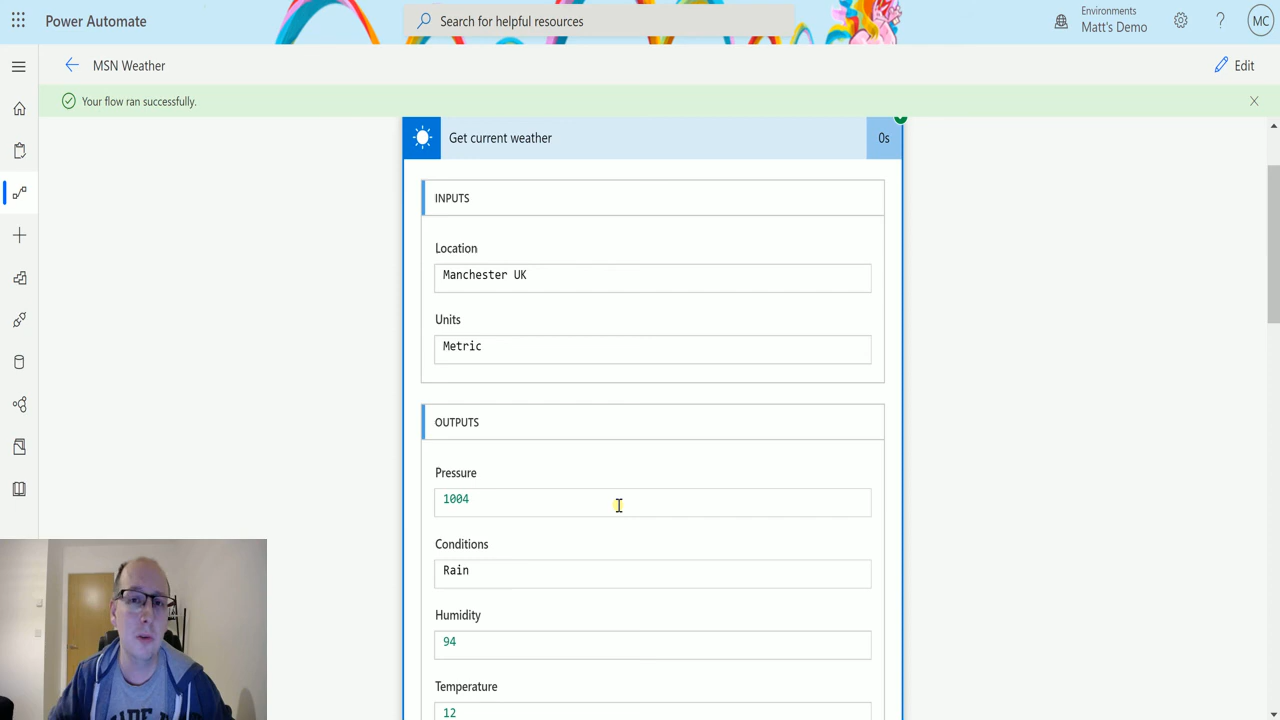 Power Automate
Search for helpful resources
Environments
Matt's Demo
MC
MSN Weather
Edit
Your flow ran successfully.
Get current weather
0s
INPUTS
Location
Manchester UK
Units
Metric
OUTPUTS
Pressure
1004
Conditions
Rain
Humidity
94
Temperature
12